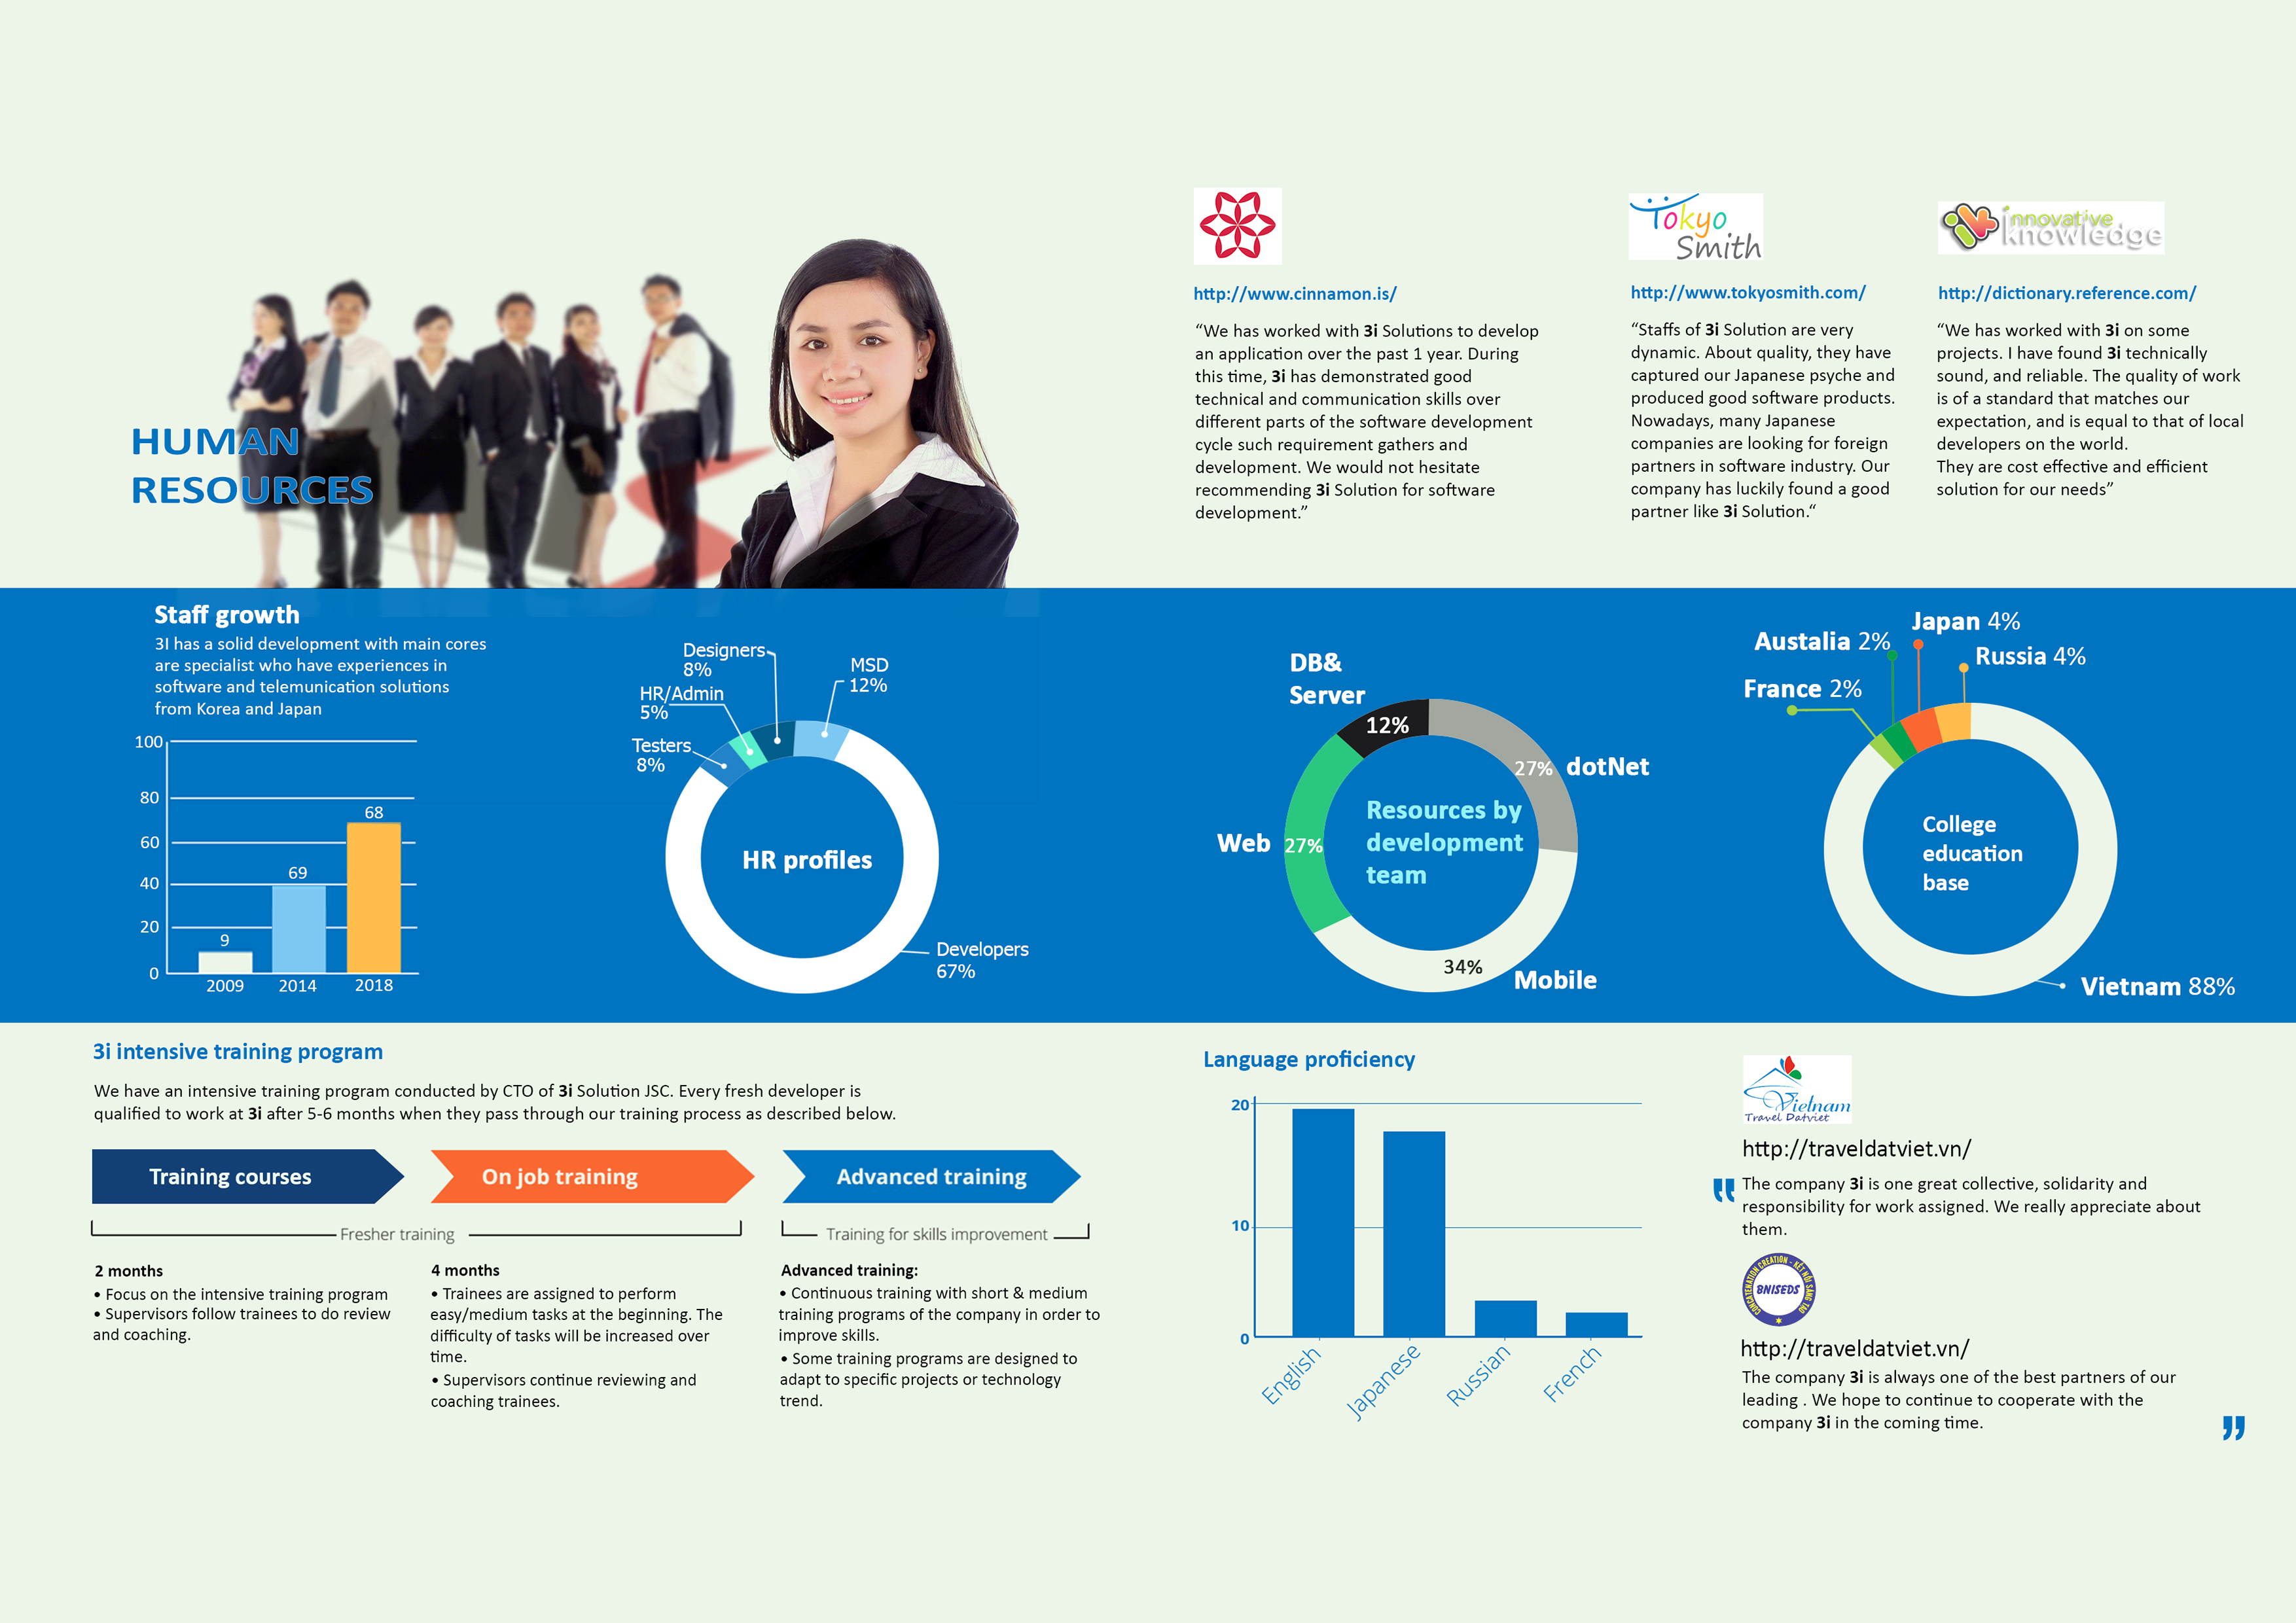 HUMAN
RESOURCES
Tokyo
Smith
innovative
knowledge
http://www.cinnamon.is/
“We has worked with 3i Solutions to develop
an application over the past 1 year. During
this time, 3i has demonstrated good
technical and communication skills over
different parts of the software development
cycle such requirement gathers and
development. We would not hesitate
recommending 3i Solution for software
development.”
http://www.tokyosmith.com/
“Staffs of 3i Solution are very
dynamic. About quality, they have
captured our Japanese psyche and
produced good software products.
Nowadays, many Japanese
companies are looking for foreign
partners in software industry. Our
company has luckily found a good
partner like 3i Solution.“
http://dictionary.reference.com/
“We has worked with 3i on some
projects. I have found 3i technically
sound, and reliable. The quality of work
is of a standard that matches our
expectation, and is equal to that of local
developers on the world.
They are cost effective and efficient
solution for our needs”
Staff growth
3I has a solid development with main cores
are specialist who have experiences in
software and telemunication solutions
from Korea and Japan
100
80
60
40
20
0
9
69
68
2009
2014
2018
Designers
8%
MSD
12%
HR/Admin
5%
Testers
8%
HR profiles
Developers
67%
DB&
Server
12%
27% dotNet
Web 27%
Resources by
development
team
34%
Mobile
Japan 4%
Austalia 2%
Russia 4%
France 2%
College
education
base
Vietnam 88%
3i intensive training program
We have an intensive training program conducted by CTO of 3i Solution JSC. Every fresh developer is
qualified to work at 3i after 5-6 months when they pass through our training process as described below.
Training courses
On job training
Advanced training
Fresher training
Training for skills improvement
2 months
• Focus on the intensive training program
• Supervisors follow trainees to do review
and coaching.
4 months
• Trainees are assigned to perform
easy/medium tasks at the beginning. The
difficulty of tasks will be increased over
time.
• Supervisors continue reviewing and
coaching trainees.
Advanced training:
• Continuous training with short & medium
training programs of the company in order to
improve skills.
• Some training programs are designed to
adapt to specific projects or technology
trend.
Language proficiency
20
10
0
English
Japanese
Russian
French
Vietnam
Travel Datviet
http://traveldatviet.vn/
“ The company 3i is one great collective, solidarity and
responsibility for work assigned. We really appreciate about
them.
CONCATENATION CREATION - KẾT NỐI SÁNG TẠO
BNISEDS
http://traveldatviet.vn/
The company 3i is always one of the best partners of our
leading . We hope to continue to cooperate with the
company 3i in the coming time.
”